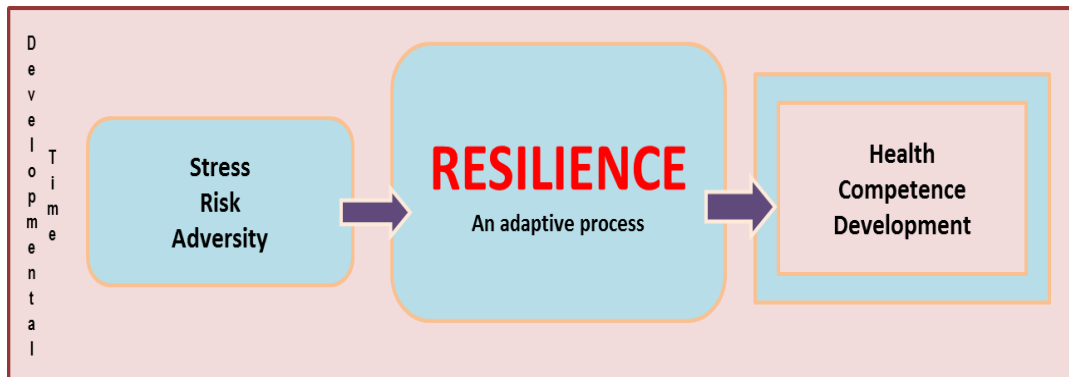 Developmental
Time
Stress
Risk
Adversity
RESILIENCE
An adaptive process
Health
Competence
Development